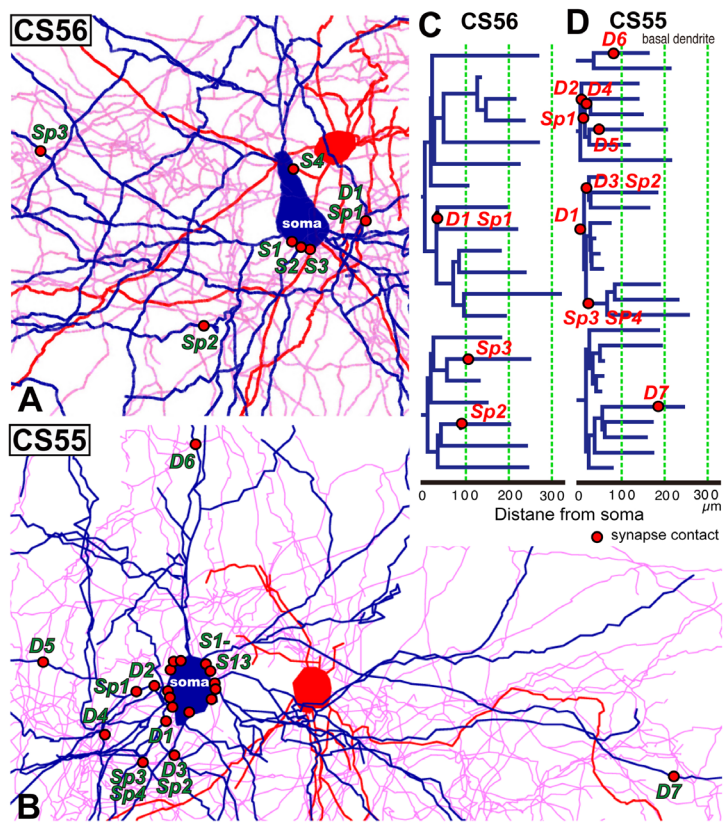 CS56
Sp3
S4
D1
Sp1
soma
S1
S2 S3
Sp2
A
C
CS56
D1 Sp1
Sp3
Sp2
0 100 200 300
D
CS55
D6
basal dendrite
D2 D4
Sp1
D5
D3 Sp2
D1
Sp3 SP4
D7
0 100 200 300
µm
Distane from soma
synapse contact
CS55
D6
D5
S1-
S13
D2
soma
Sp1
D4
D1
Sp3
Sp4
D3
Sp2
D7
B